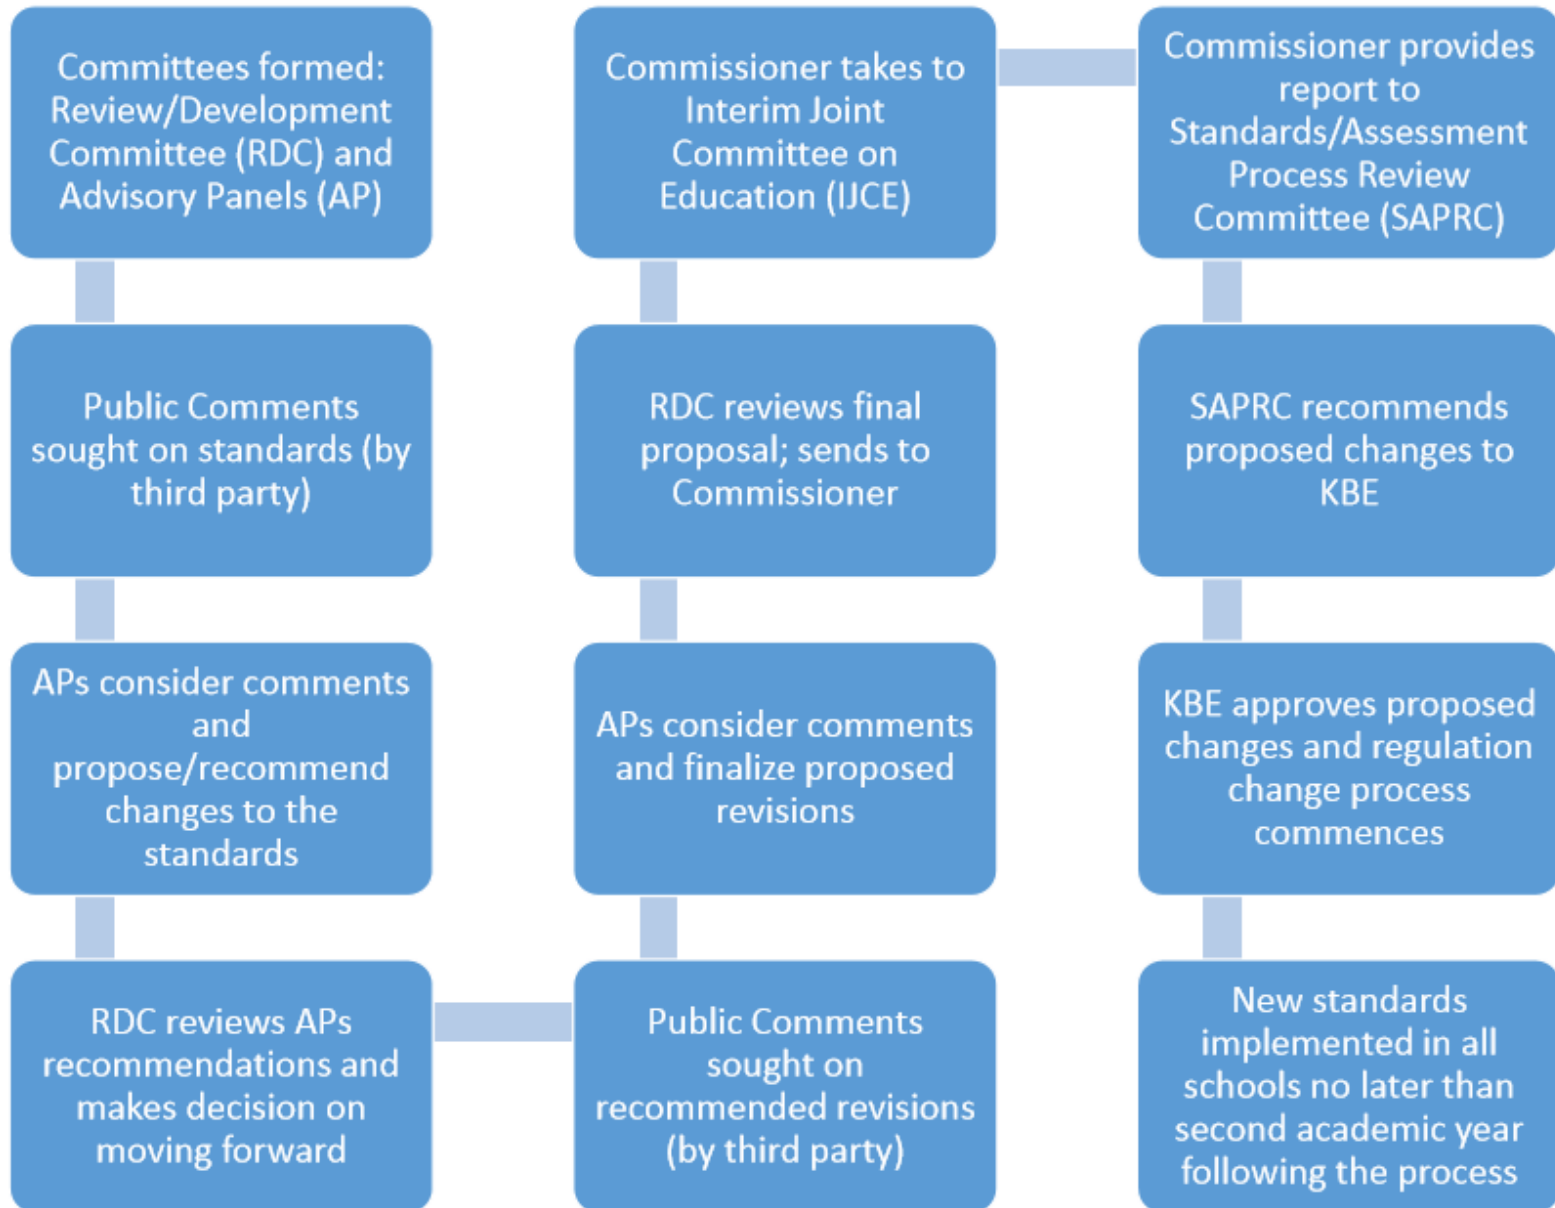 Committees formed:
Review/Development
Committee (RDC) and
Advisory Panels (AP)
Public Comments
sought on standards (by
third party)
APs consider comments
and
propose/recommend
changes to the
standards
RDC reviews APs
recommendations and
makes decision on
moving forward
Public Comments
sought on
recommended revisions
(by third party)
APs consider comments
and finalize proposed
revisions
RDC reviews final
proposal; sends to
Commissioner
Commissioner takes to
Interim Joint
Committee on
Education (IJCE)
Commissioner provides
report to
Standards/Assessment
Process Review
Committee (SAPRC)
SAPRC recommends
proposed changes to
KBE
KBE approves proposed
changes and regulation
change process
commences
New standards
implemented in all
schools no later than
second academic year
following the process